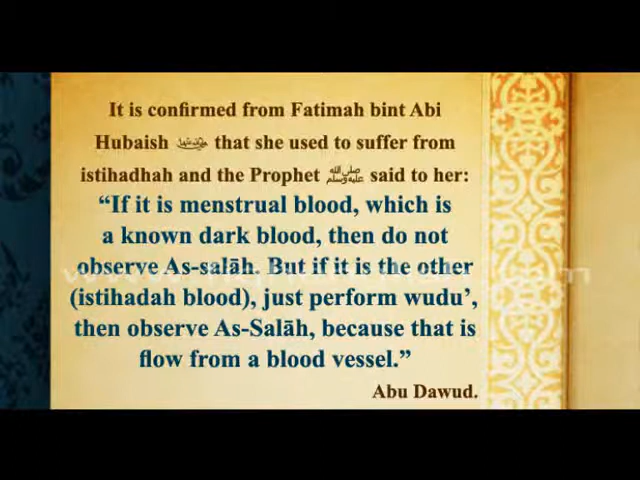 It is confirmed from Fatimah bint Abi
Hubaish رضي الله عنها that she used to suffer from
istihadhah and the Prophet ﷺ said to her:
“If it is menstrual blood, which is
a known dark blood, then do not
observe As-salāh. But if it is the other
(istihadah blood), just perform wudu’,
then observe As-Salāh, because that is
flow from a blood vessel.”
Abu Dawud.